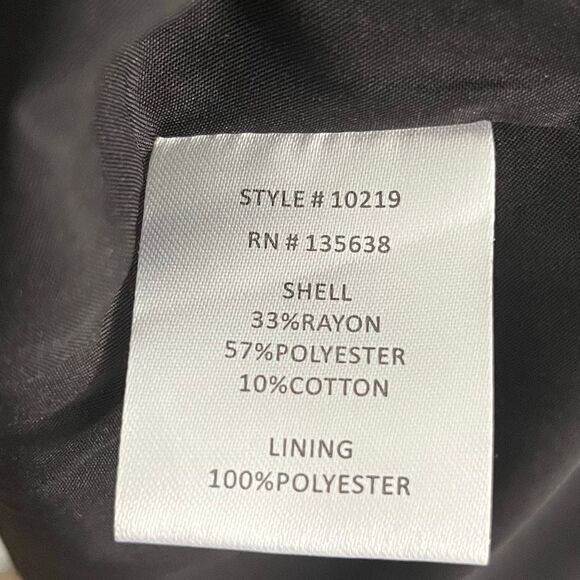 STYLE # 10219
RN # 135638
SHELL
33%RAYON
57%POLYESTER
10%COTTON
LINING
100%POLYESTER